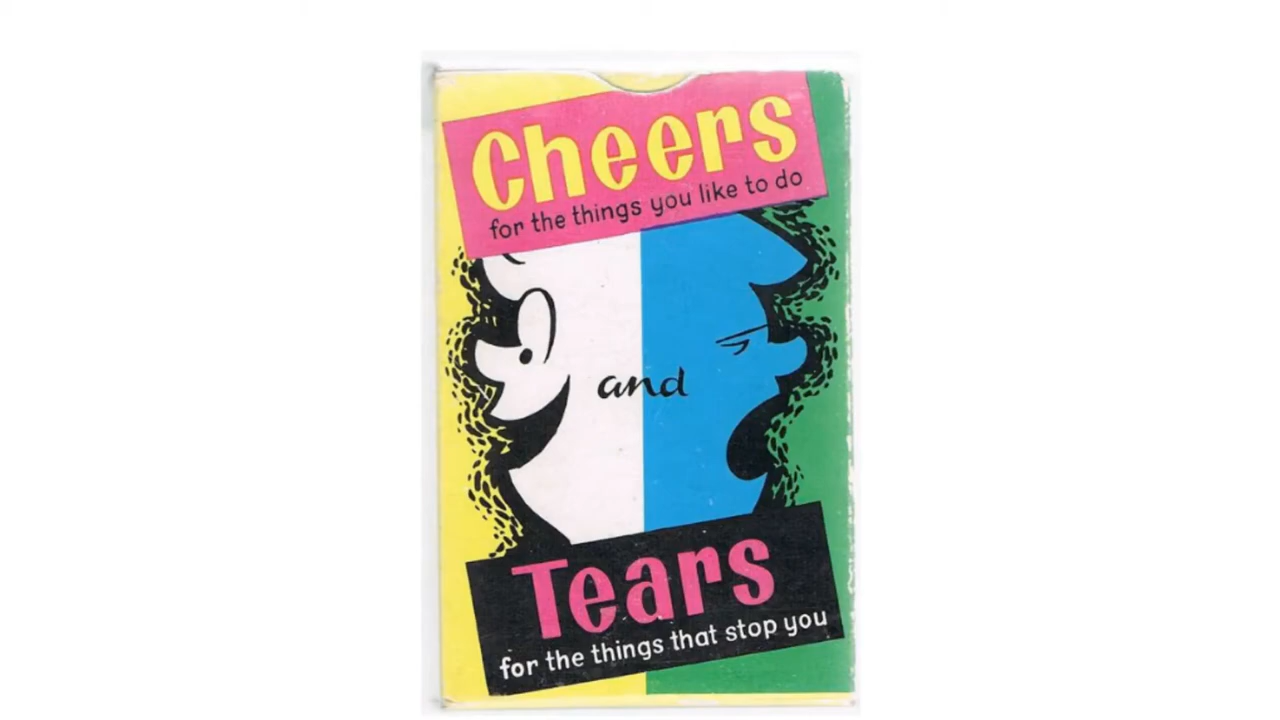 Cheers
for the things you like to do
and
Tears
for the things that stop you